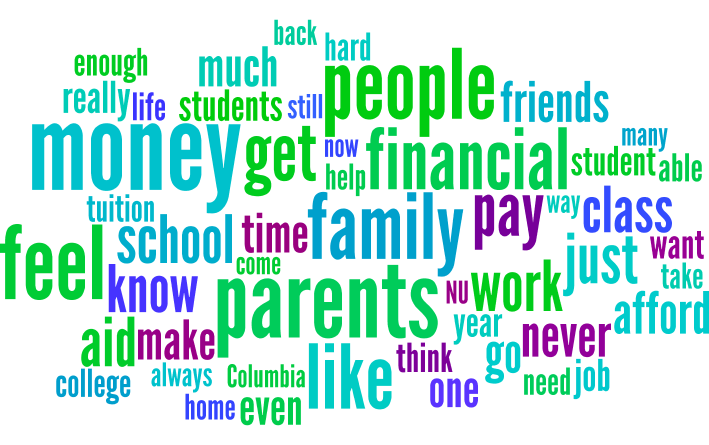 back
hard
enough
much
people
really
life
students
still
friends
money
get
now
financial
many
help
student
able
tuition
school
time
family
pay
way
class
feel
come
just
want
know
parents
NU
work
take
aid
make
year
afford
never
college
always
Columbia
like
think
go
one
need
job
home
even